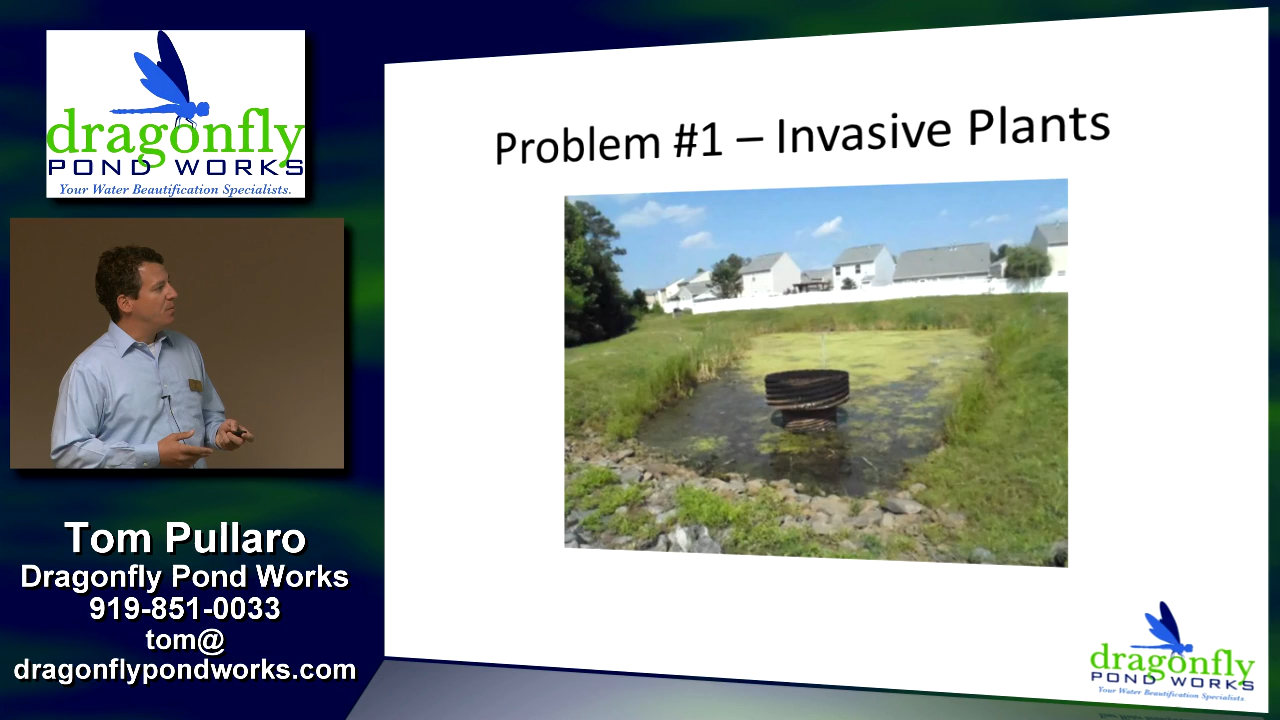 dragonfly
POND WORKS
Your Water Beautification Specialists.
Tom Pullaro
Dragonfly Pond Works
919-851-0033
tom@
dragonflypondworks.com
Problem #1 – Invasive Plants
dragonfly
POND WORKS
Your Water Beautification Specialists.